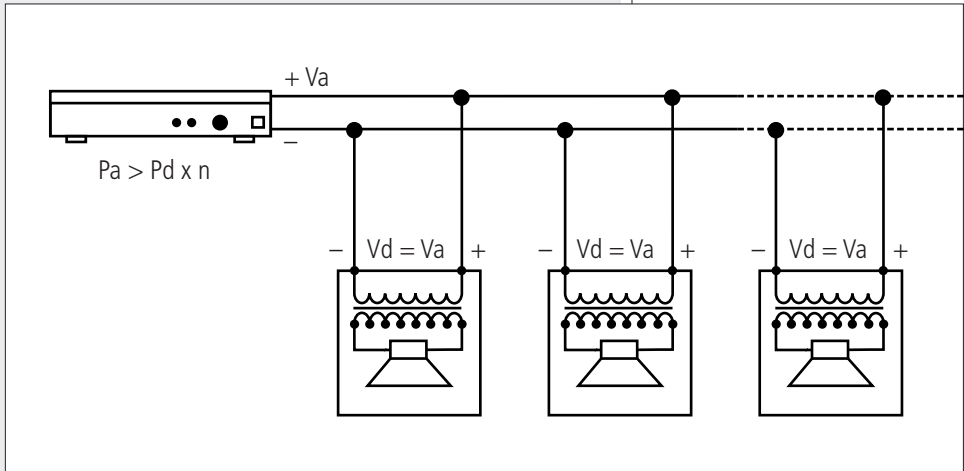 + Va
–
Pa > Pd x n
– Vd = Va +
– Vd = Va +
– Vd = Va +